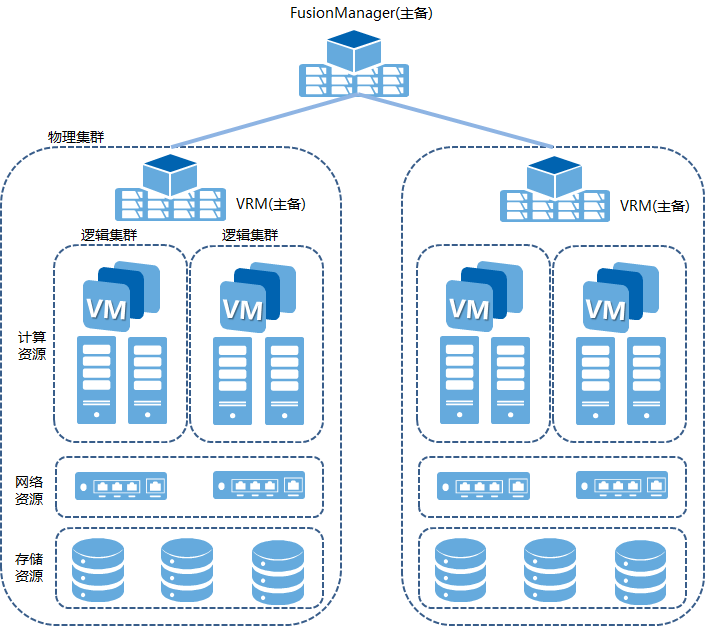 FusionManager(主备)
物理集群
VRM(主备)
VRM(主备)
逻辑集群
逻辑集群
VM
VM
VM
VM
计算
资源
网络
资源
存储
资源